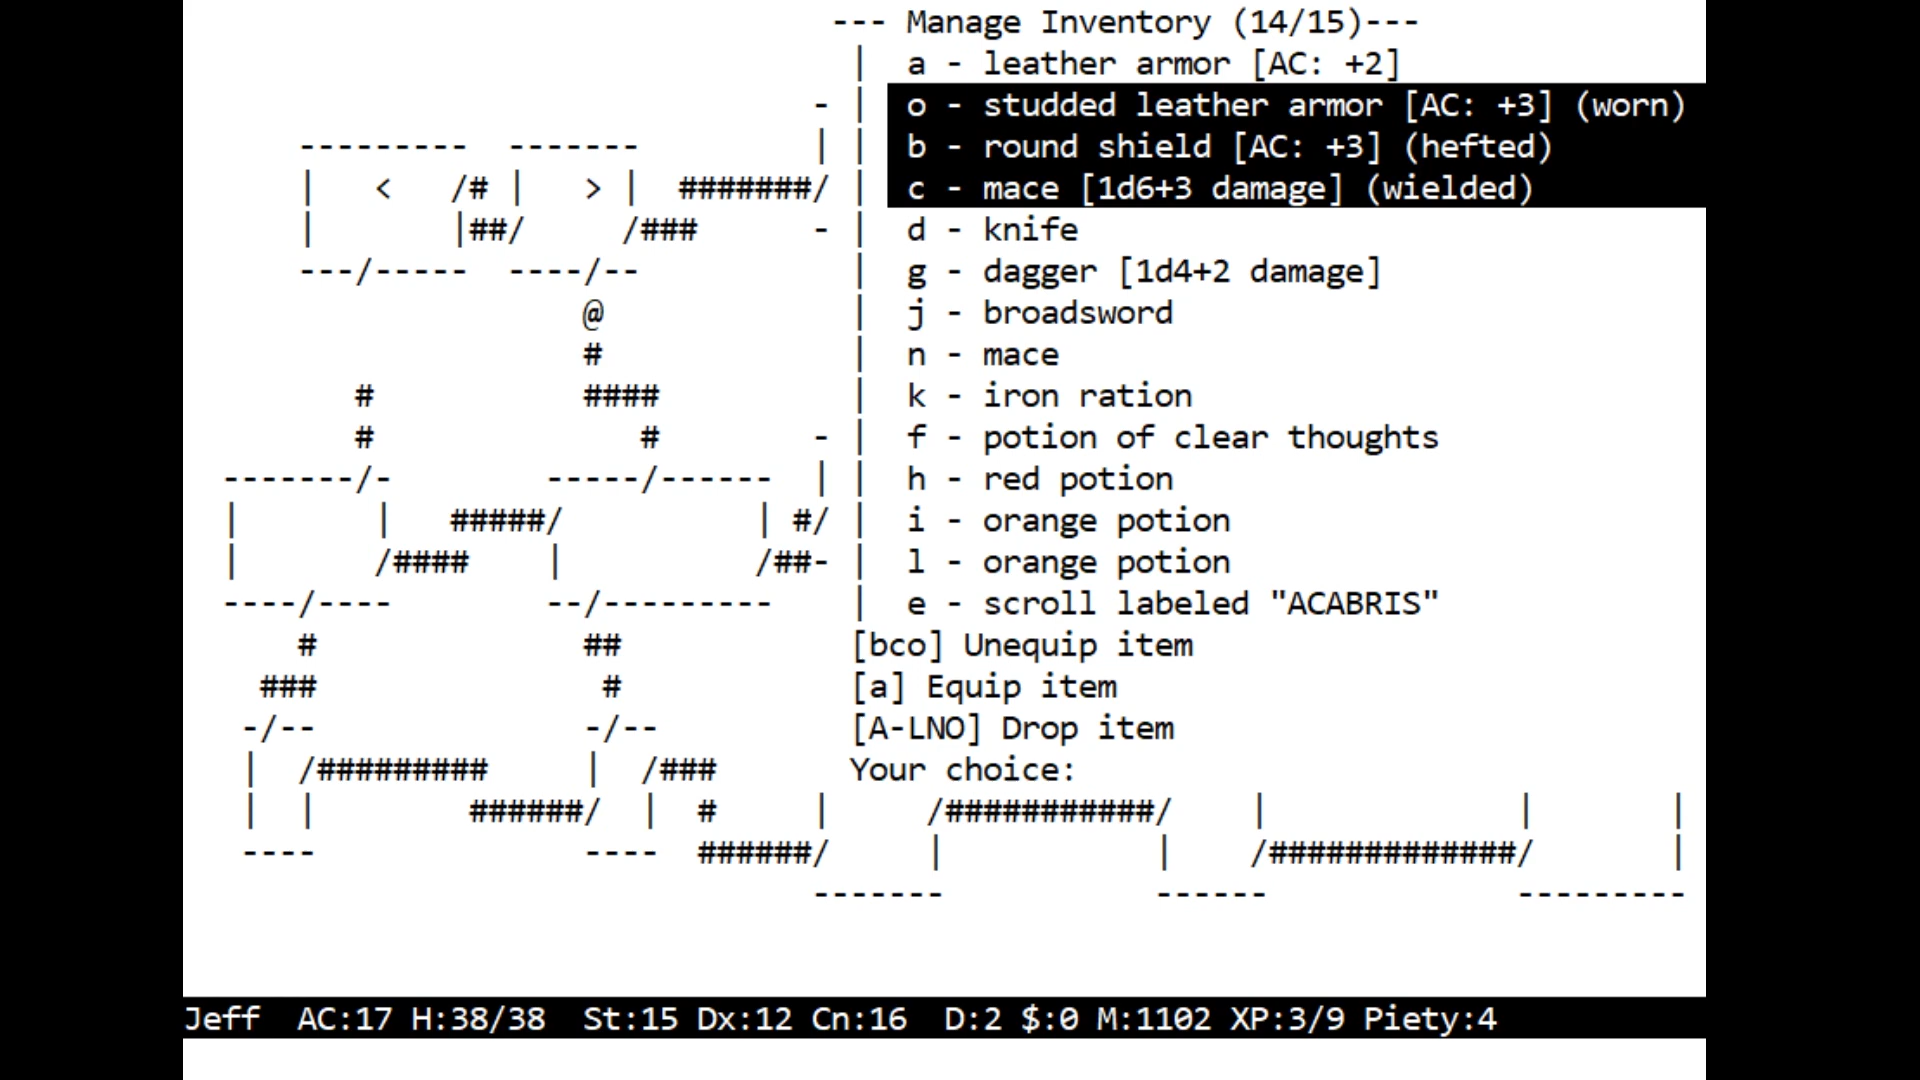 --- Manage Inventory (14/15)---
a - leather armor [AC: +2]
o - studded leather armor [AC: +3] (worn)
b - round shield [AC: +3] (hefted)
c - mace [1d6+3 damage] (wielded)
d - knife
g - dagger [1d4+2 damage]
j - broadsword
n - mace
k - iron ration
f - potion of clear thoughts
h - red potion
i - orange potion
l - orange potion
e - scroll labeled "ACABRIS"
[bco] Unequip item
[a] Equip item
[A-LNO] Drop item
Your choice:
Jeff AC:17 H:38/38 St:15 Dx:12 Cn:16 D:2 $:0 M:1102 XP:3/9 Piety:4